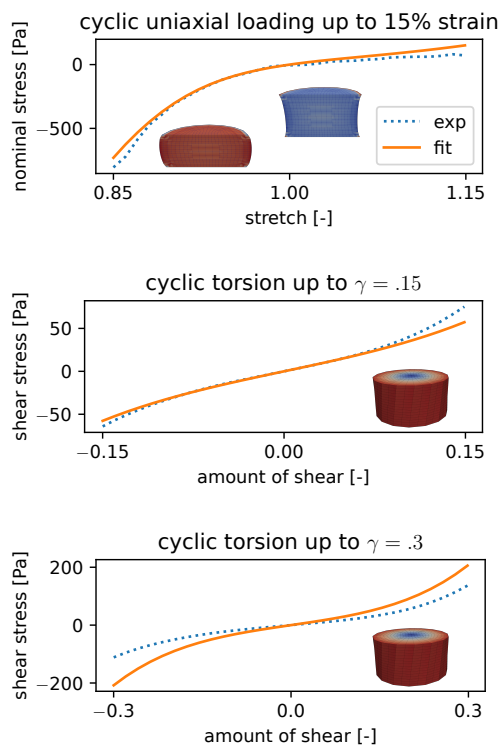 cyclic uniaxial loading up to 15% strain
nominal stress [Pa]
0
−500
exp
fit
0.85
1.00
1.15
stretch [-]
cyclic torsion up to γ = .15
shear stress [Pa]
50
0
−50
−0.15
0.00
0.15
amount of shear [-]
cyclic torsion up to γ = .3
shear stress [Pa]
200
0
−200
−0.3
0.0
0.3
amount of shear [-]